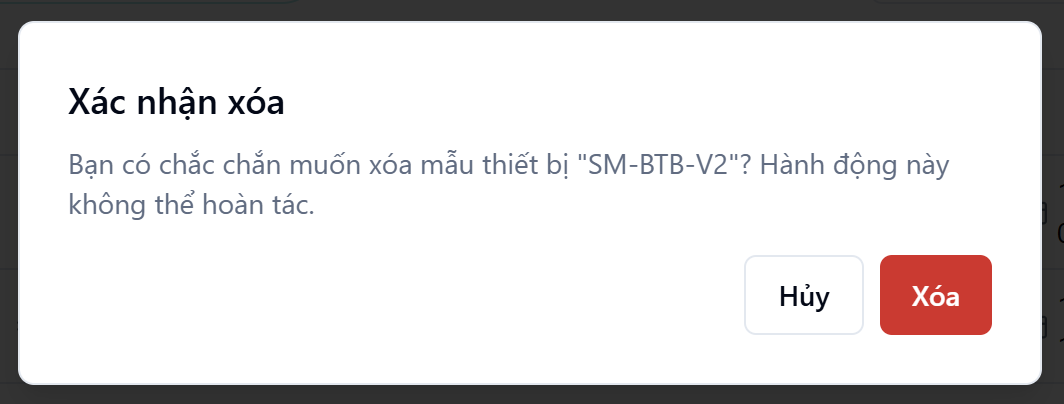 Xác nhận xóa
Bạn có chắc chắn muốn xóa mẫu thiết bị "SM-BTB-V2"? Hành động này
không thể hoàn tác.
Hủy
Xóa